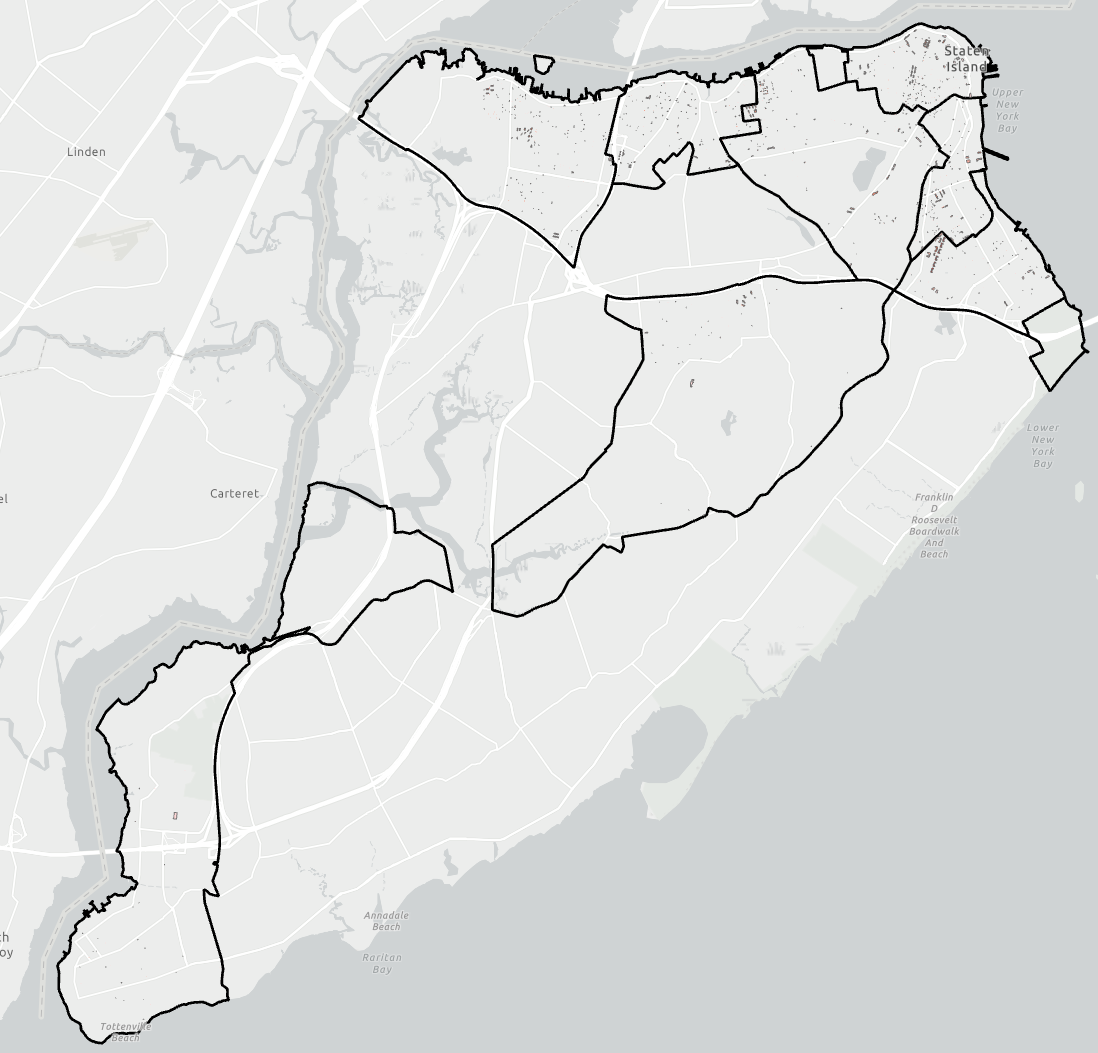 Staten
Island
Upper
New
York
Bay
Linden
Lower
New
York
Bay
Carteret
el
Franklin
D
Roosevelt
Boardwalk
And
Beach
Annadale
Beach
Raritan
Bay
th
oy
Tottenville
Beach